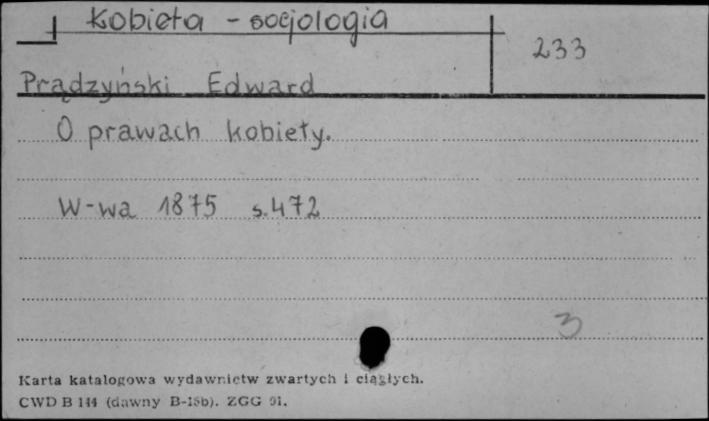 Kobieta - socjologia
233
Prądzyński Edward
O prawach kobiety.
W-wa 1875 s. 472
3
Karta katalogowa wydawnictw zwartych i ciągłych.
CWD B 144 (dawny B-15b). ZGG 91.